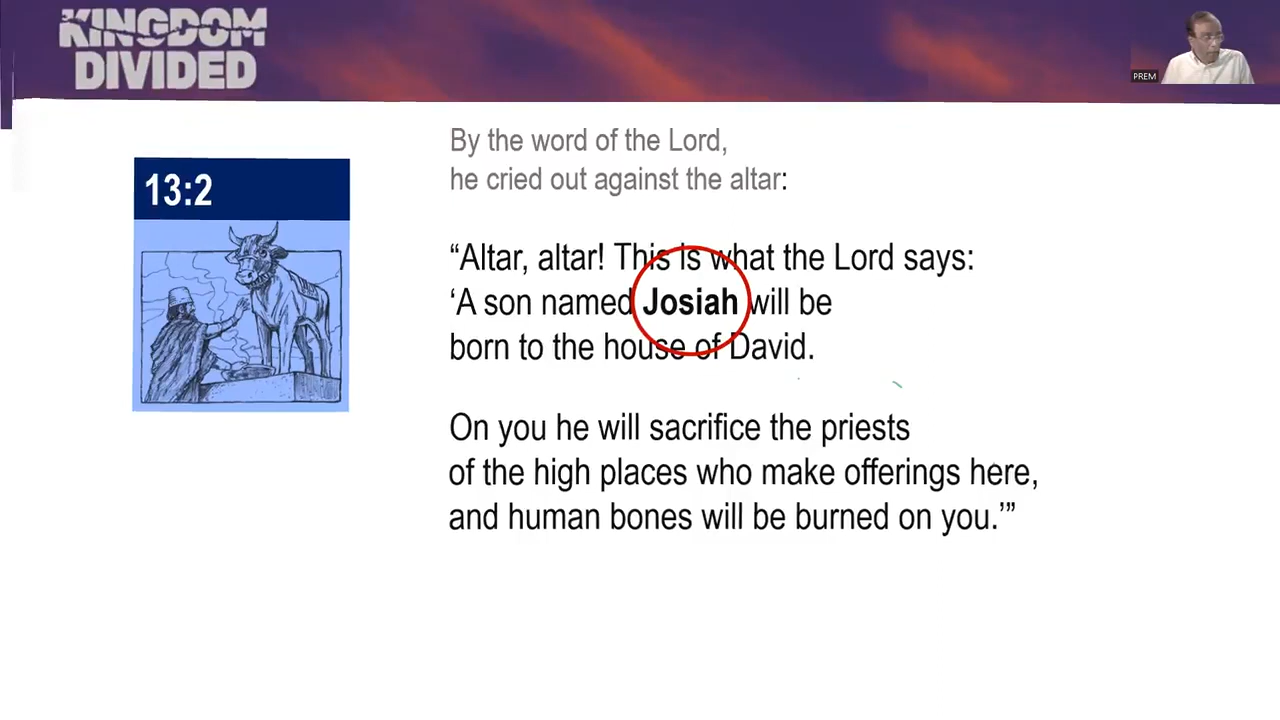 KINGDOM
DIVIDED
PREM
13:2
By the word of the Lord,
he cried out against the altar:
“Altar, altar! This is what the Lord says:
‘A son named Josiah will be
born to the house of David.
On you he will sacrifice the priests
of the high places who make offerings here,
and human bones will be burned on you.’”